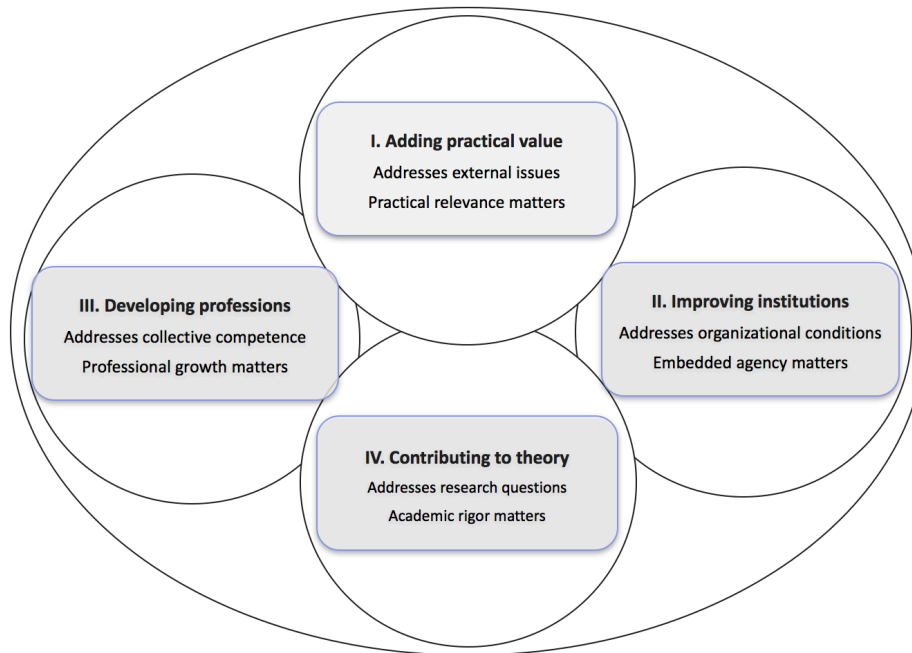 I. Adding practical value
Addresses external issues
Practical relevance matters
III. Developing professions
Addresses collective competence
Professional growth matters
II. Improving institutions
Addresses organizational conditions
Embedded agency matters
IV. Contributing to theory
Addresses research questions
Academic rigor matters